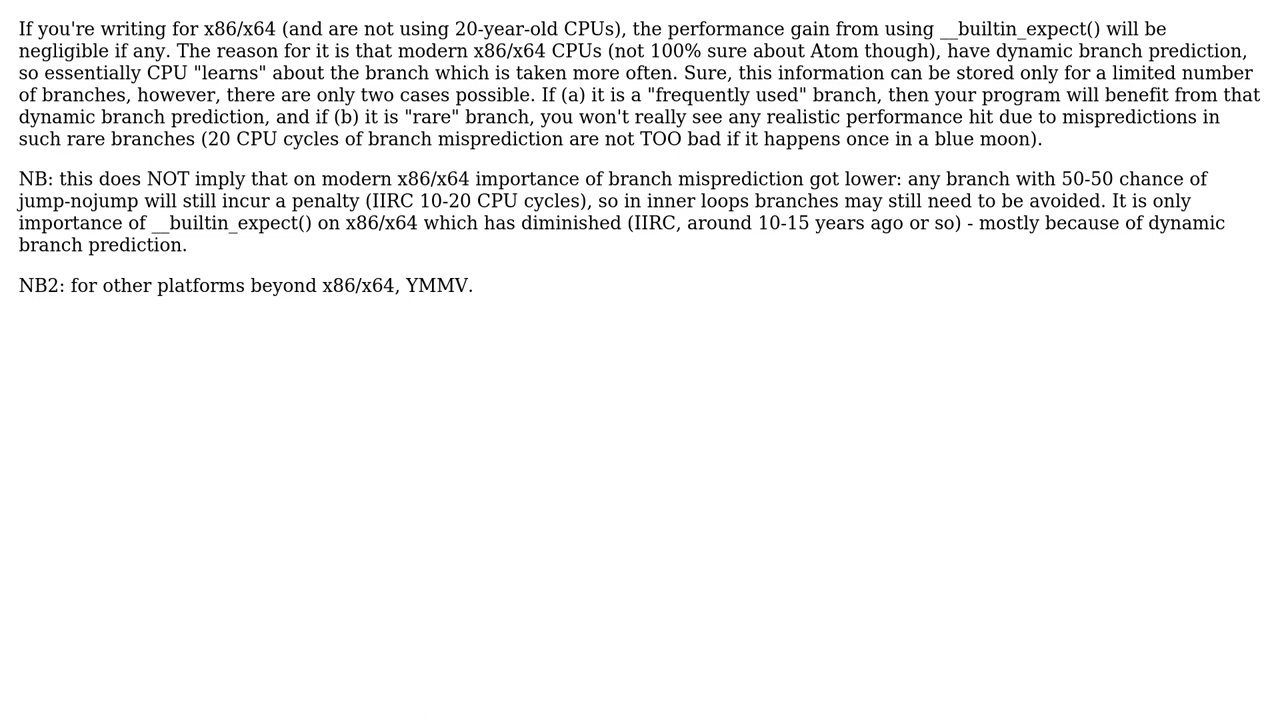 If you're writing for x86/x64 (and are not using 20-year-old CPUs), the performance gain from using __builtin_expect() will be
negligible if any. The reason for it is that modern x86/x64 CPUs (not 100% sure about Atom though), have dynamic branch prediction,
so essentially CPU "learns" about the branch which is taken more often. Sure, this information can be stored only for a limited number
of branches, however, there are only two cases possible. If (a) it is a "frequently used" branch, then your program will benefit from that
dynamic branch prediction, and if (b) it is "rare" branch, you won't really see any realistic performance hit due to mispredictions in
such rare branches (20 CPU cycles of branch misprediction are not TOO bad if it happens once in a blue moon).
NB: this does NOT imply that on modern x86/x64 importance of branch misprediction got lower: any branch with 50-50 chance of
jump-nojump will still incur a penalty (IIRC 10-20 CPU cycles), so in inner loops branches may still need to be avoided. It is only
importance of __builtin_expect() on x86/x64 which has diminished (IIRC, around 10-15 years ago or so) - mostly because of dynamic
branch prediction.
NB2: for other platforms beyond x86/x64, YMMV.